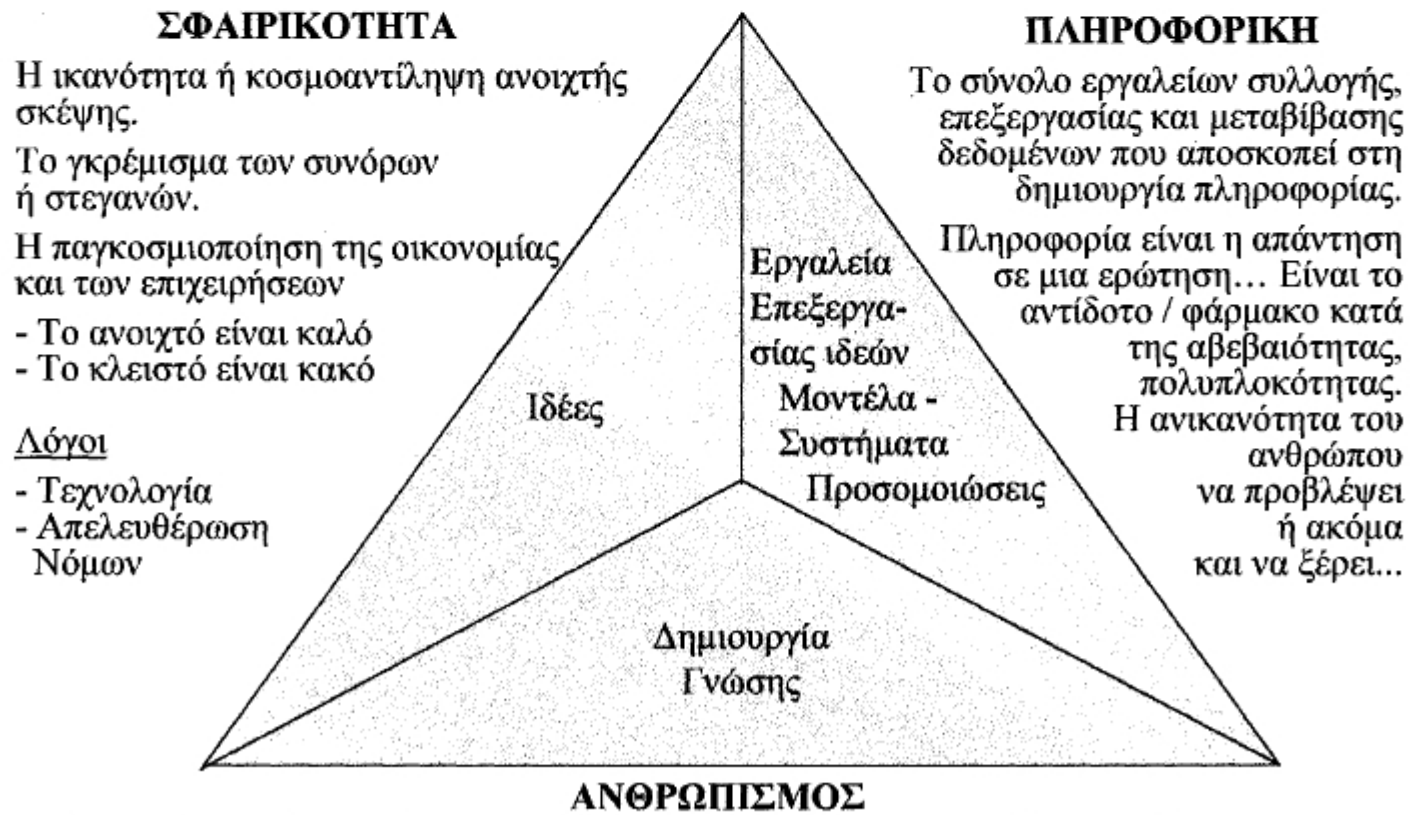 ΣΦΑΙΡΙΚΟΤΗΤΑ
Η ικανότητα ή κοσμοαντίληψη ανοιχτής
σκέψης.
Το γκρέμισμα των συνόρων
ή στεγανών.
Η παγκοσμιοποίηση της οικονομίας
και των επιχειρήσεων
- Το ανοιχτό είναι καλό
- Το κλειστό είναι κακό
Λόγοι
- Τεχνολογία
- Απελευθέρωση
Νόμων
Ιδέες
Εργαλεία
Επεξεργα-
σίας ιδεών
Μοντέλα -
Συστήματα
Προσομοιώσεις
Δημιουργία
Γνώσης
ΠΛΗΡΟΦΟΡΙΚΗ
Το σύνολο εργαλείων συλλογής,
επεξεργασίας και μεταβίβασης
δεδομένων που αποσκοπεί στη
δημιουργία πληροφορίας.
Πληροφορία είναι η απάντηση
σε μια ερώτηση... Είναι το
αντίδοτο / φάρμακο κατά
της αβεβαιότητας,
πολυπλοκότητας.
Η ανικανότητα του
ανθρώπου
να προβλέψει
ή ακόμα
και να ξέρει...
ΑΝΘΡΩΠΙΣΜΟΣ